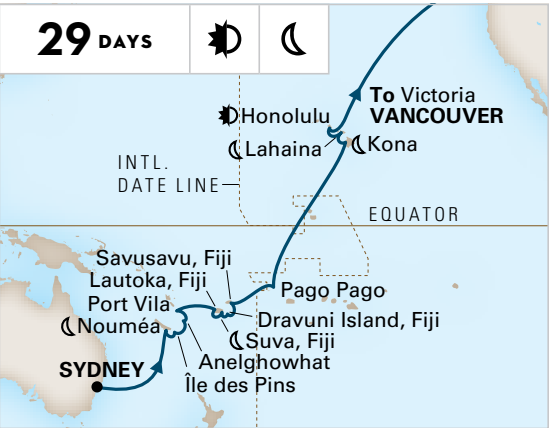 29 DAYS
To Victoria
VANCOUVER
Honolulu
Lahaina
Kona
INTL.
DATE LINE
EQUATOR
Savusavu, Fiji
Lautoka, Fiji
Port Vila
Nouméa
Pago Pago
Dravuni Island, Fiji
Suva, Fiji
Anelghowhat
Île des Pins
SYDNEY